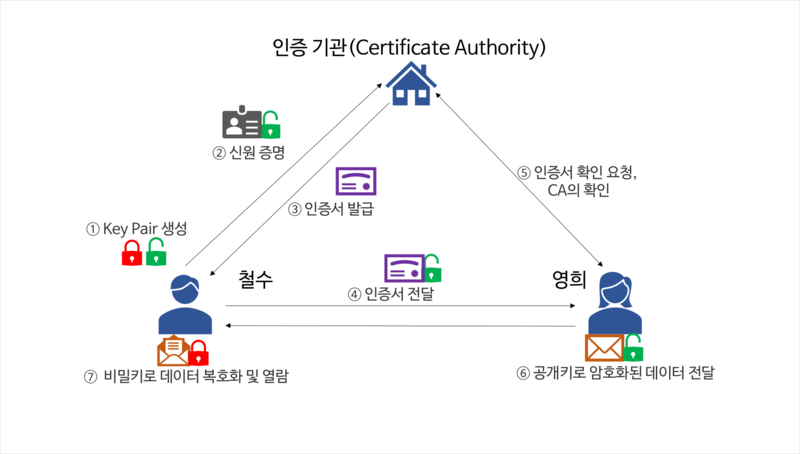 인증 기관(Certificate Authority)
② 신원 증명
⑤ 인증서 확인 요청,
CA의 확인
③ 인증서 발급
① Key Pair 생성
철수
영희
④ 인증서 전달
⑦ 비밀키로 데이터 복호화 및 열람
⑥ 공개키로 암호화된 데이터 전달